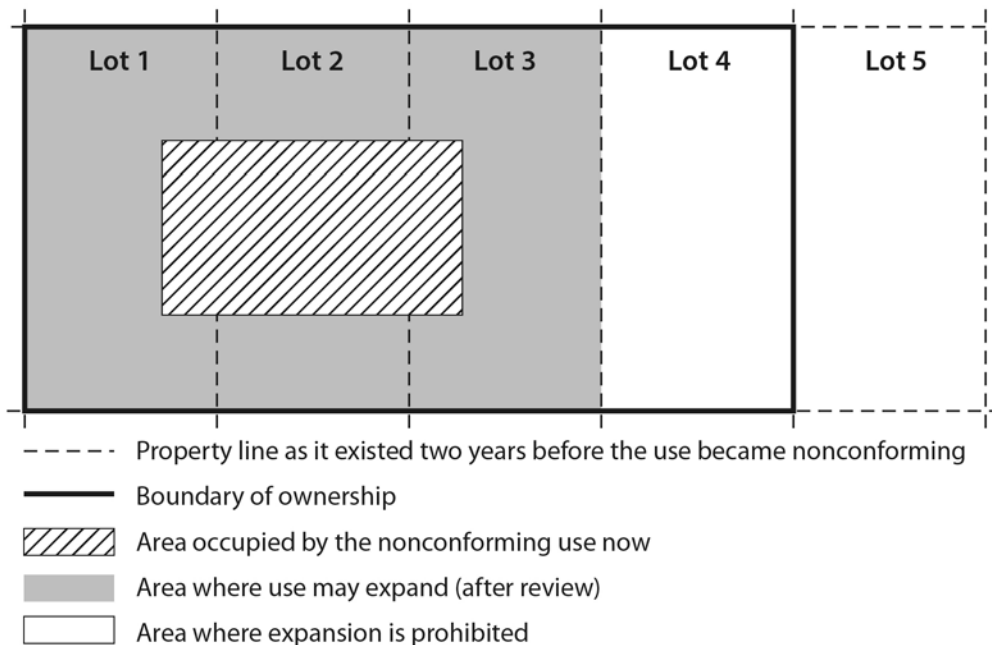 Lot 1 Lot 2 Lot 3 Lot 4 Lot 5
Property line as it existed two years before the use became nonconforming
Boundary of ownership
Area occupied by the nonconforming use now
Area where use may expand (after review)
Area where expansion is prohibited